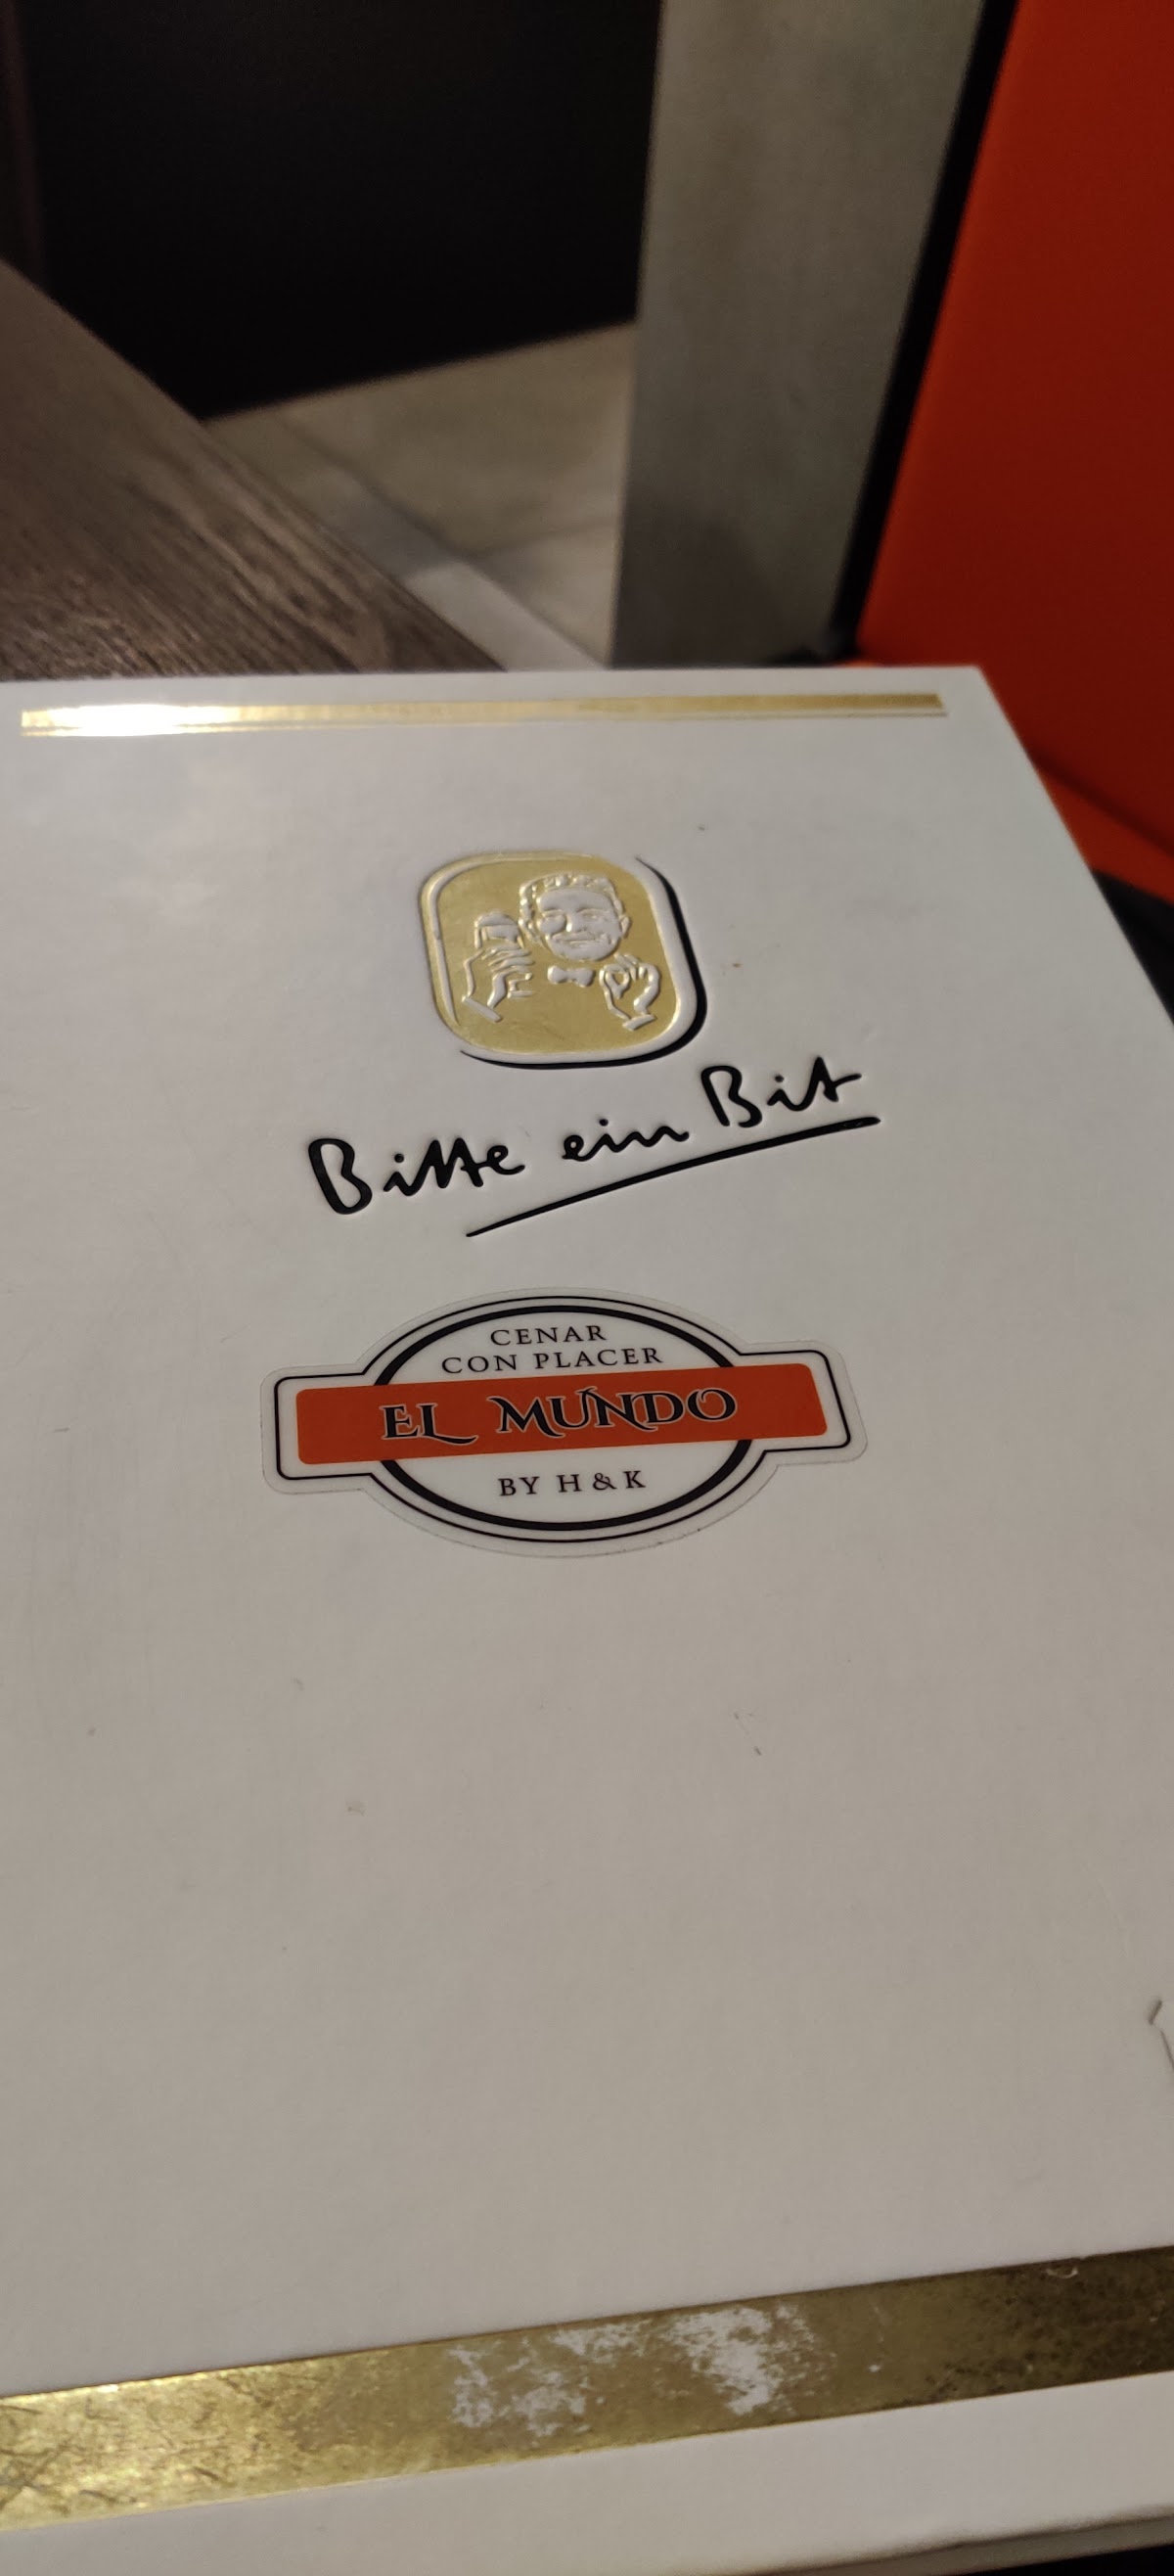 Bitte ein Bit
CENAR
CON PLACER
EL MUNDO
BY H & K